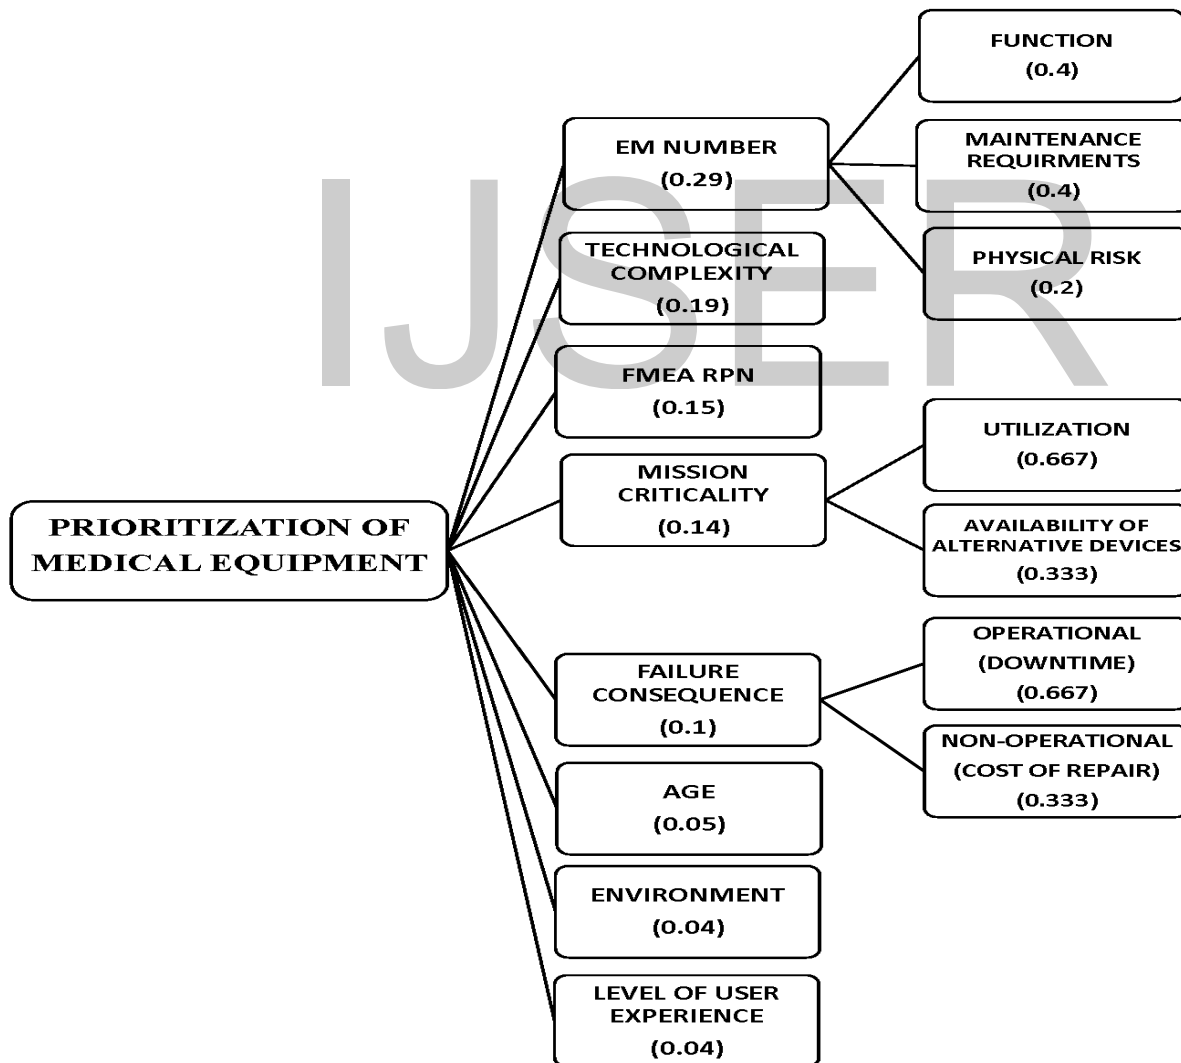 PRIORITIZATION OF
MEDICAL EQUIPMENT
EM NUMBER
(0.29)
FUNCTION
(0.4)
MAINTENANCE
REQUIRMENTS
(0.4)
PHYSICAL RISK
(0.2)
TECHNOLOGICAL
COMPLEXITY
(0.19)
FMEA RPN
(0.15)
MISSION
CRITICALITY
(0.14)
UTILIZATION
(0.667)
AVAILABILITY OF
ALTERNATIVE DEVICES
(0.333)
FAILURE
CONSEQUENCE
(0.1)
OPERATIONAL
(DOWNTIME)
(0.667)
NON-OPERATIONAL
(COST OF REPAIR)
(0.333)
AGE
(0.05)
ENVIRONMENT
(0.04)
LEVEL OF USER
EXPERIENCE
(0.04)
IJSER